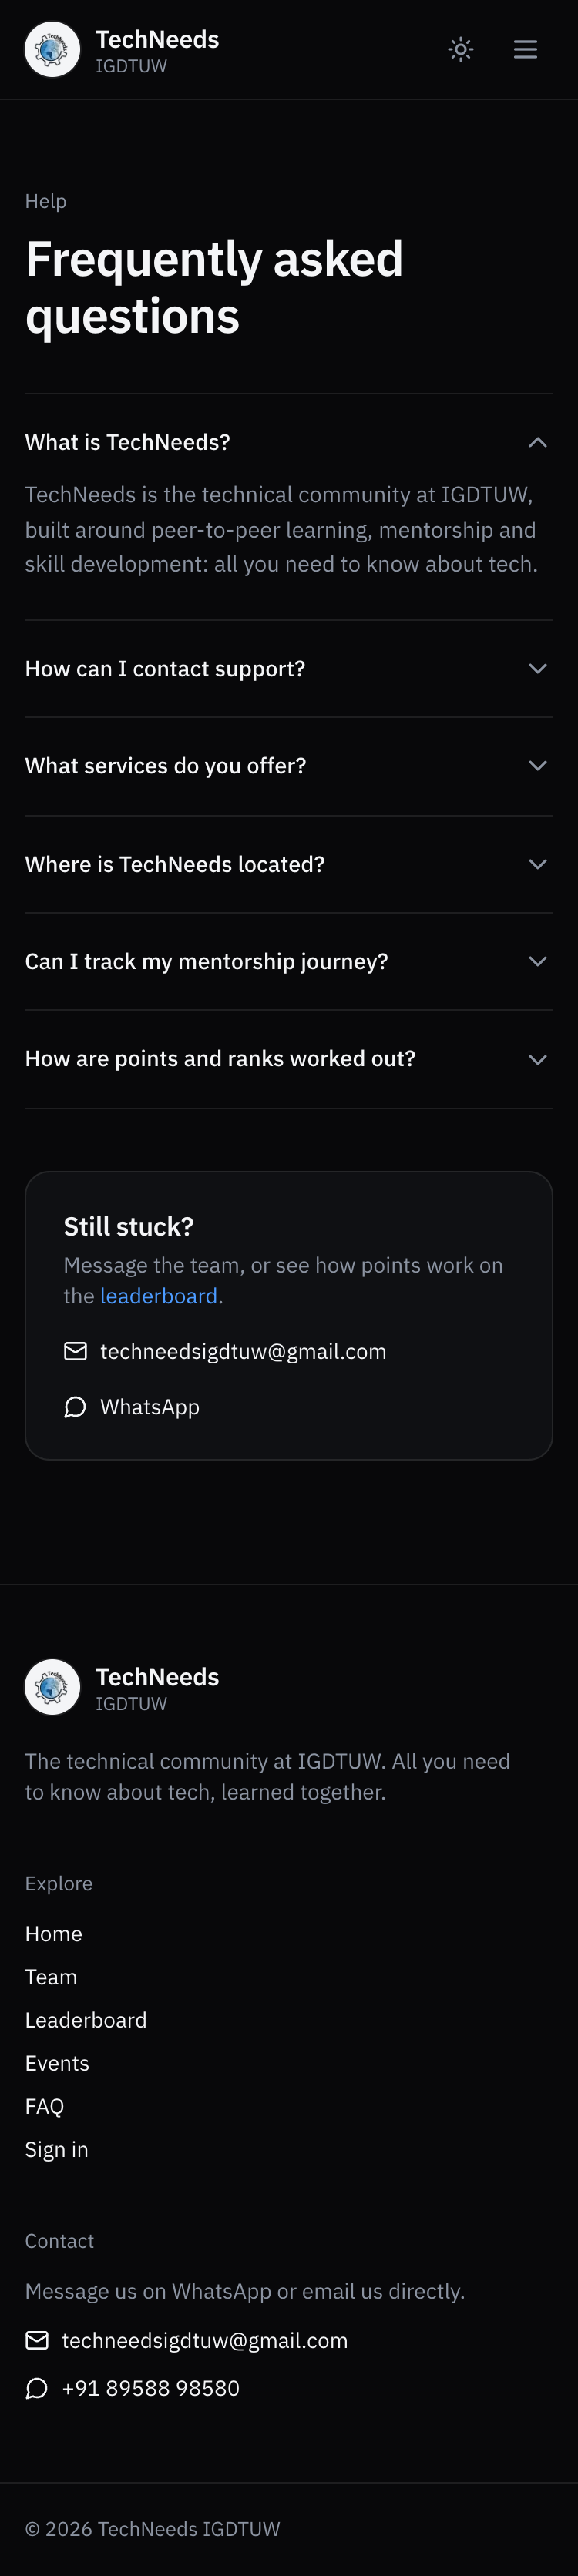 TechNeeds
IGDTUW
Help
Frequently asked
questions
What is TechNeeds?
TechNeeds is the technical community at IGDTUW,
built around peer-to-peer learning, mentorship and
skill development: all you need to know about tech.
How can I contact support?
What services do you offer?
Where is TechNeeds located?
Can I track my mentorship journey?
How are points and ranks worked out?
Still stuck?
Message the team, or see how points work on
the leaderboard.
techneedsigdtuw@gmail.com
WhatsApp
TechNeeds
IGDTUW
The technical community at IGDTUW. All you need
to know about tech, learned together.
Explore
Home
Team
Leaderboard
Events
FAQ
Sign in
Contact
Message us on WhatsApp or email us directly.
techneedsigdtuw@gmail.com
+91 89588 98580
© 2026 TechNeeds IGDTUW